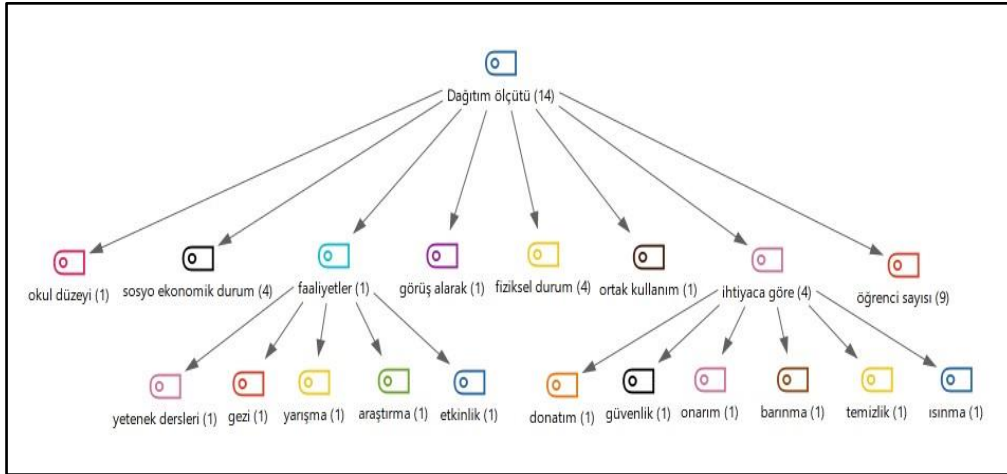 Dağıtım ölçütü (14)
okul düzeyi (1)
sosyo ekonomik durum (4)
faaliyetler (1)
görüş alarak (1)
fiziksel durum (4)
ortak kullanım (1)
ihtiyaca göre (4)
öğrenci sayısı (9)
yetenek dersleri (1)
gezi (1)
yarışma (1)
araştırma (1)
etkinlik (1)
donatım (1)
güvenlik (1)
onarım (1)
barınma (1)
temizlik (1)
ısınma (1)